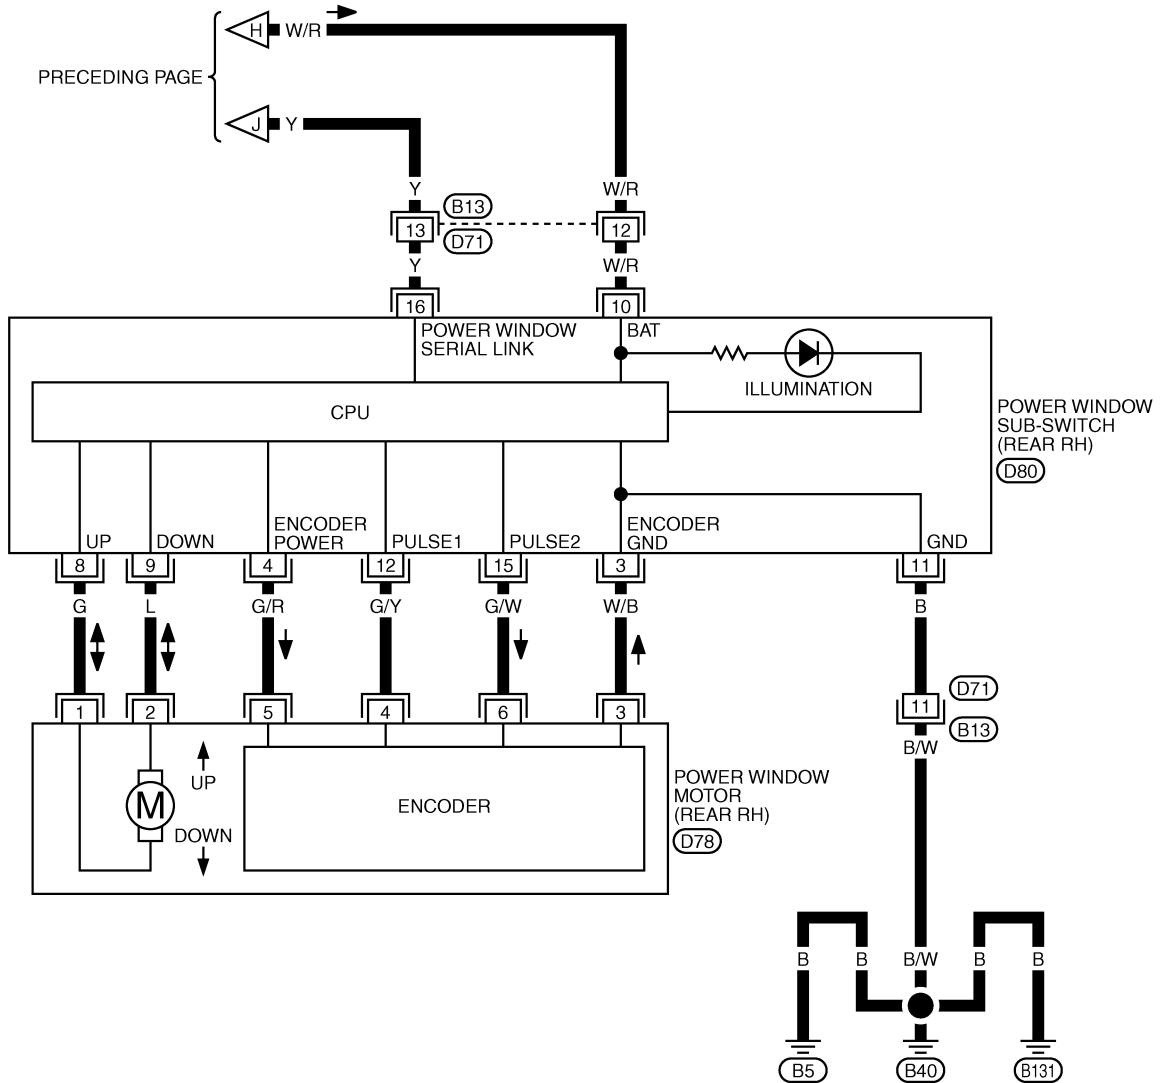 H W/R
PRECEDING PAGE
J Y
Y W/R
B13
13 12
D71
Y W/R
16 10
POWER WINDOW
SERIAL LINK
BAT
ILLUMINATION
CPU
POWER WINDOW
SUB-SWITCH
(REAR RH)
D80
UP DOWN
ENCODER
POWER
PULSE1 PULSE2
ENCODER
GND
GND
8 9 4 12 15 3 11
G L G/R G/Y G/W W/B B
1 2 5 4 6 3
D71
11
B13
B/W
UP
M
DOWN
ENCODER
POWER WINDOW
MOTOR
(REAR RH)
D78
B B B/W B B
B5 B40 B131